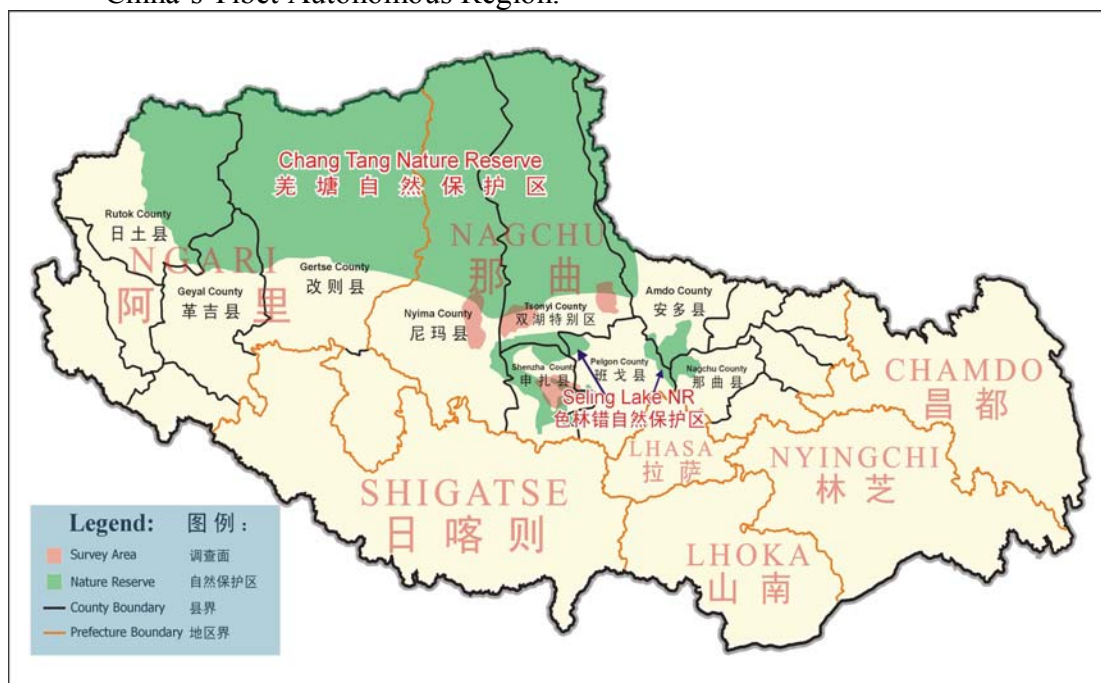 China's Tibet Autonomous Region.
Chang Tang Nature Reserve
羌塘自然保护区
Rutok County
日土县
NGARI
阿里
Geyal County
革吉县
Gertse County
改则县
NAGCHU
那曲
Nyima County
尼玛县
Tsonyi County
双湖特别区
Amdo County
安多县
Shenzha County
申扎县
Pelgon County
班戈县
Nagchu County
那曲县
Seling Lake NR
色林错自然保护区
CHAMDO
昌都
LHASA
拉萨
NYINGCHI
林芝
SHIGATSE
日喀则
LHOKA
山南
Legend: 图例：
Survey Area 调查面
Nature Reserve 自然保护区
County Boundary 县界
Prefecture Boundary 地区界